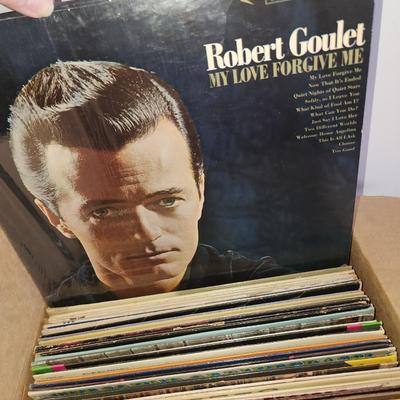 Robert Goulet
MY LOVE FORGIVE ME
My Love Forgive Me
Now That It's Ended
Quiet Nights of Quiet Stars
Softly, as I Leave You
What Kind of Fool Am I?
What Can You Do?
Just Say I Love Her
Two Different Worlds
Welcome Home Angelina
This Is All I Ask
Choose
Too Good